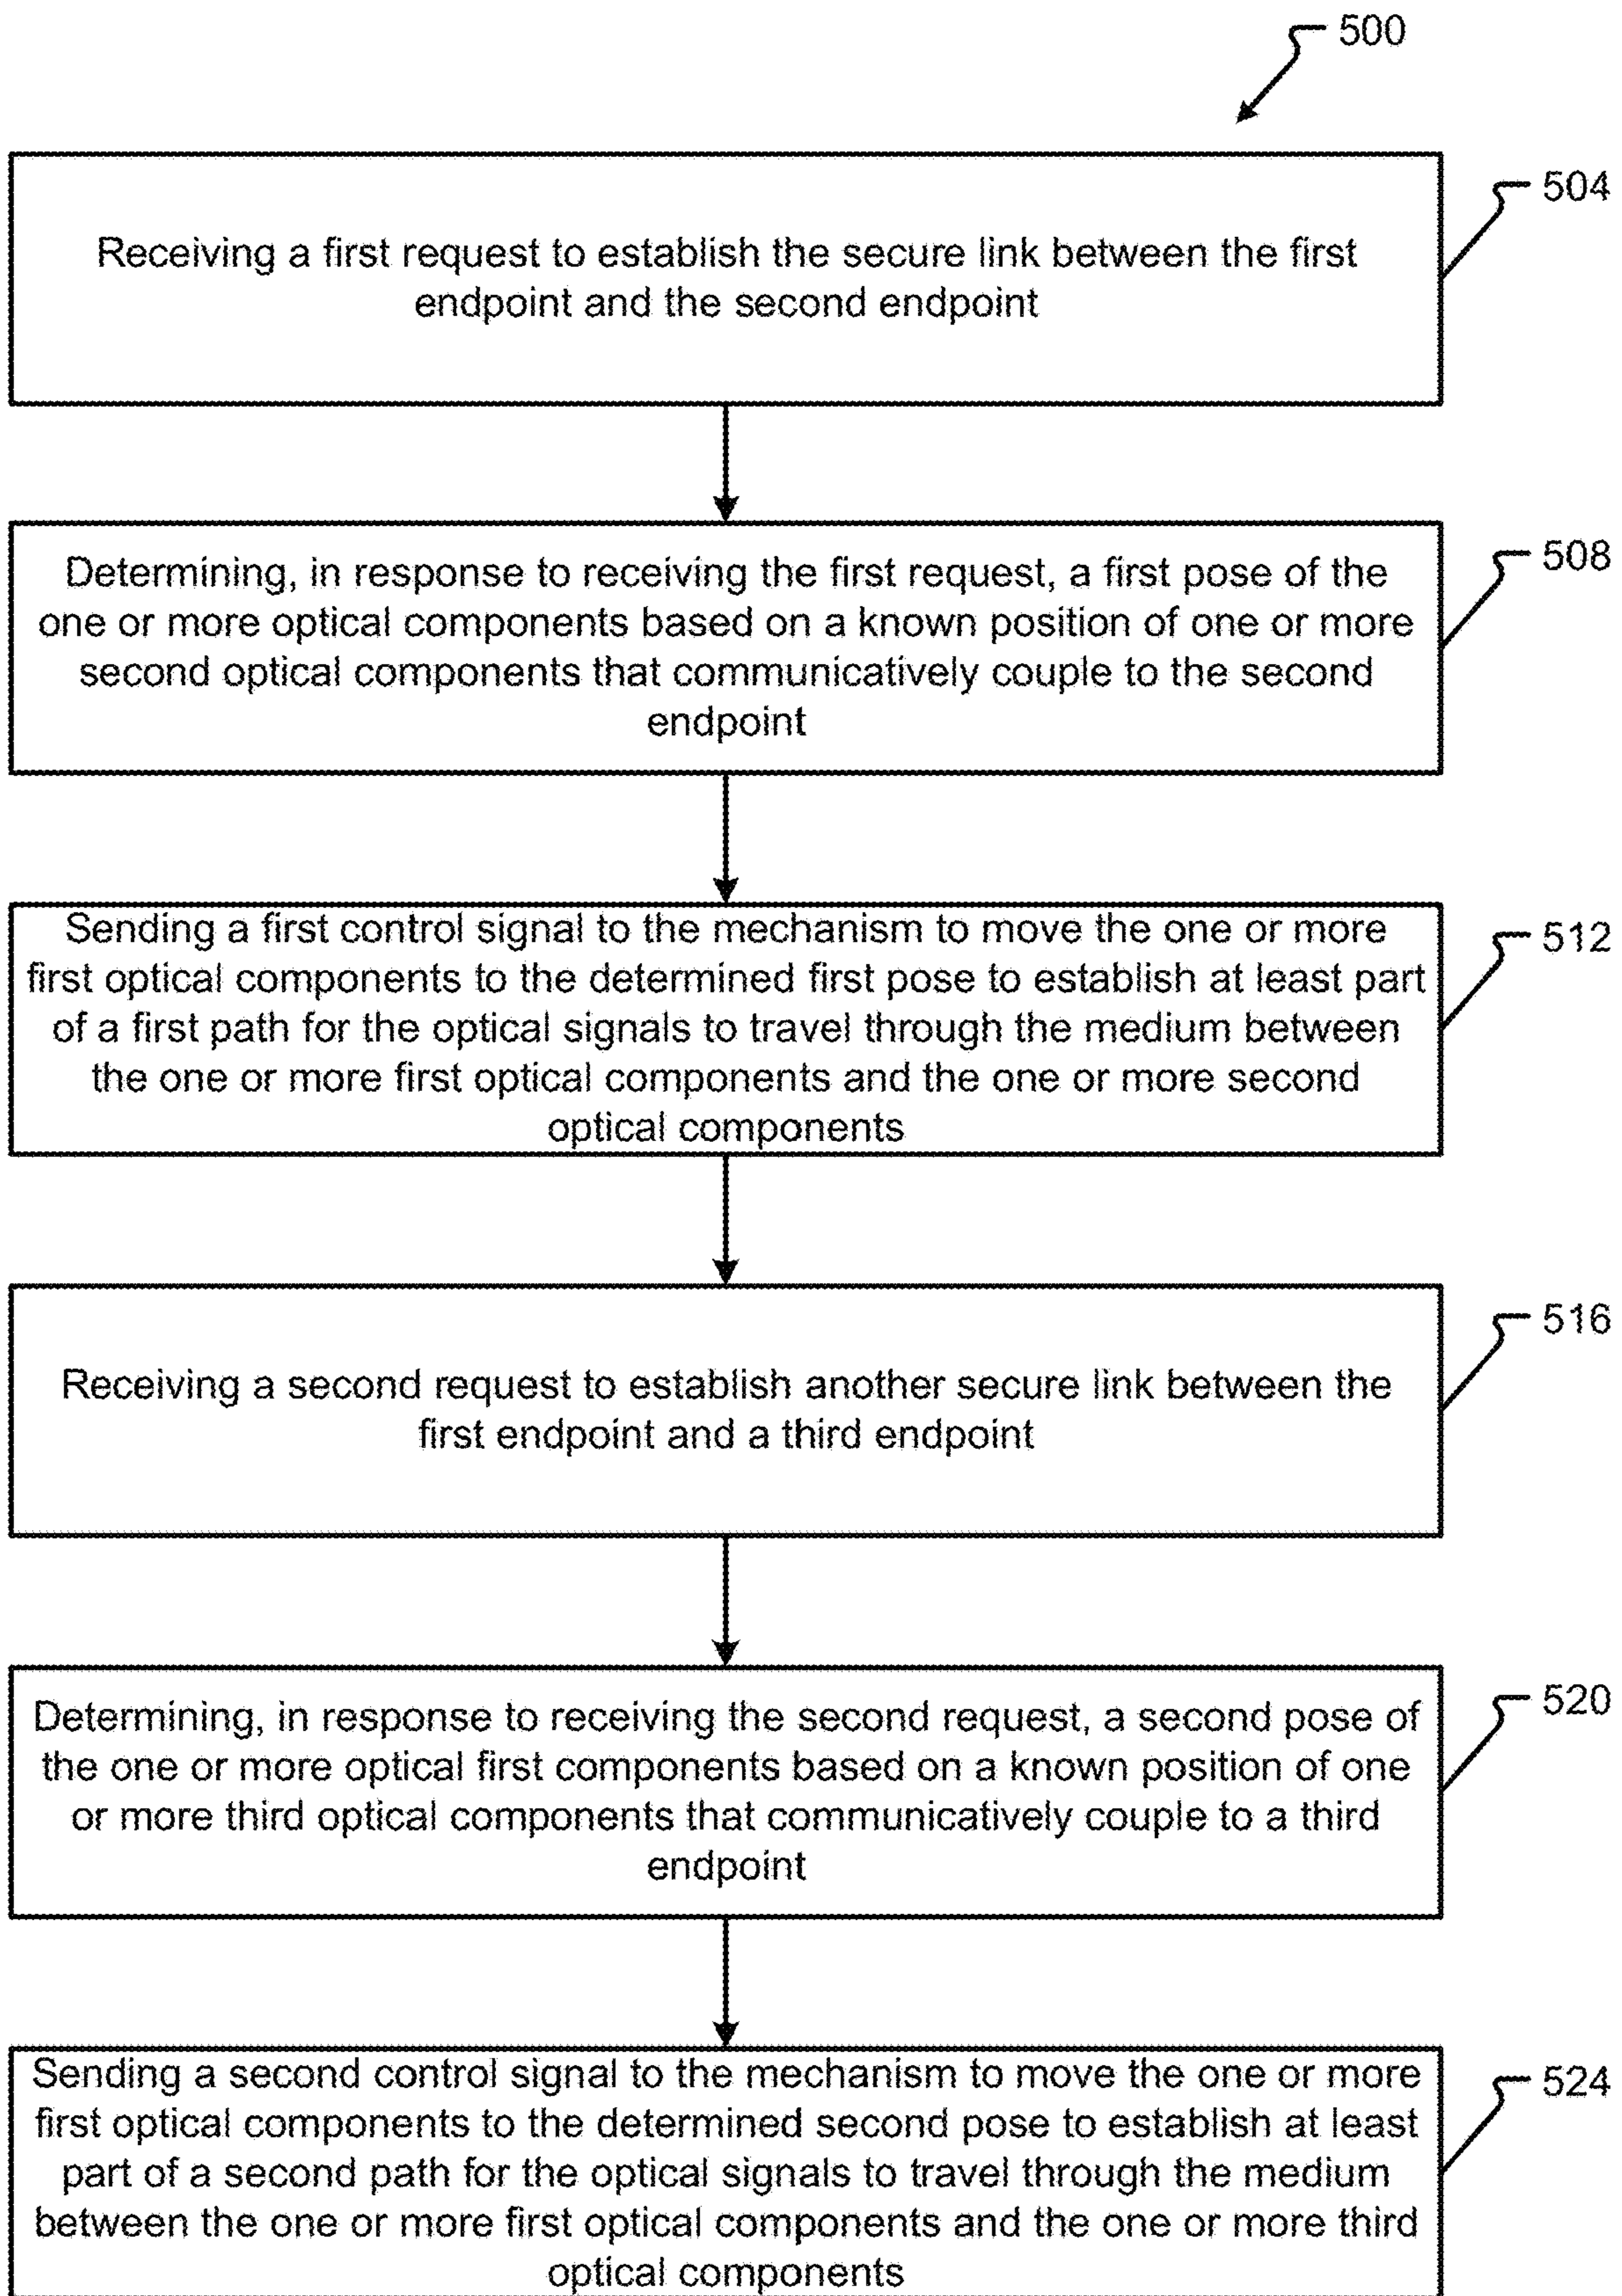 500
504
Receiving a first request to establish the secure link between the first
endpoint and the second endpoint
508
Determining, in response to receiving the first request, a first pose of the
one or more optical components based on a known position of one or more
second optical components that communicatively couple to the second
endpoint
512
Sending a first control signal to the mechanism to move the one or more
first optical components to the determined first pose to establish at least part
of a first path for the optical signals to travel through the medium between
the one or more first optical components and the one or more second
optical components
516
Receiving a second request to establish another secure link between the
first endpoint and a third endpoint
520
Determining, in response to receiving the second request, a second pose of
the one or more optical first components based on a known position of one
or more third optical components that communicatively couple to a third
endpoint
524
Sending a second control signal to the mechanism to move the one or more
first optical components to the determined second pose to establish at least
part of a second path for the optical signals to travel through the medium
between the one or more first optical components and the one or more third
optical components